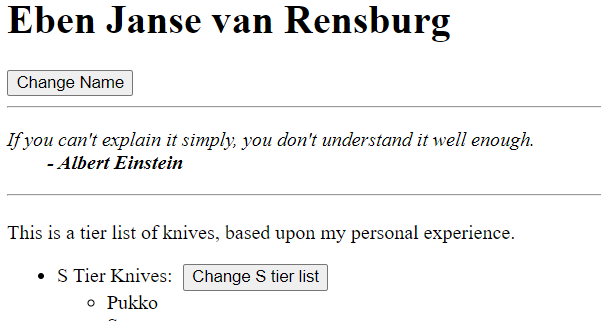 Eben Janse van Rensburg
Change Name
If you can't explain it simply, you don't understand it well enough.
- Albert Einstein
This is a tier list of knives, based upon my personal experience.
S Tier Knives: Change S tier list
Pukko